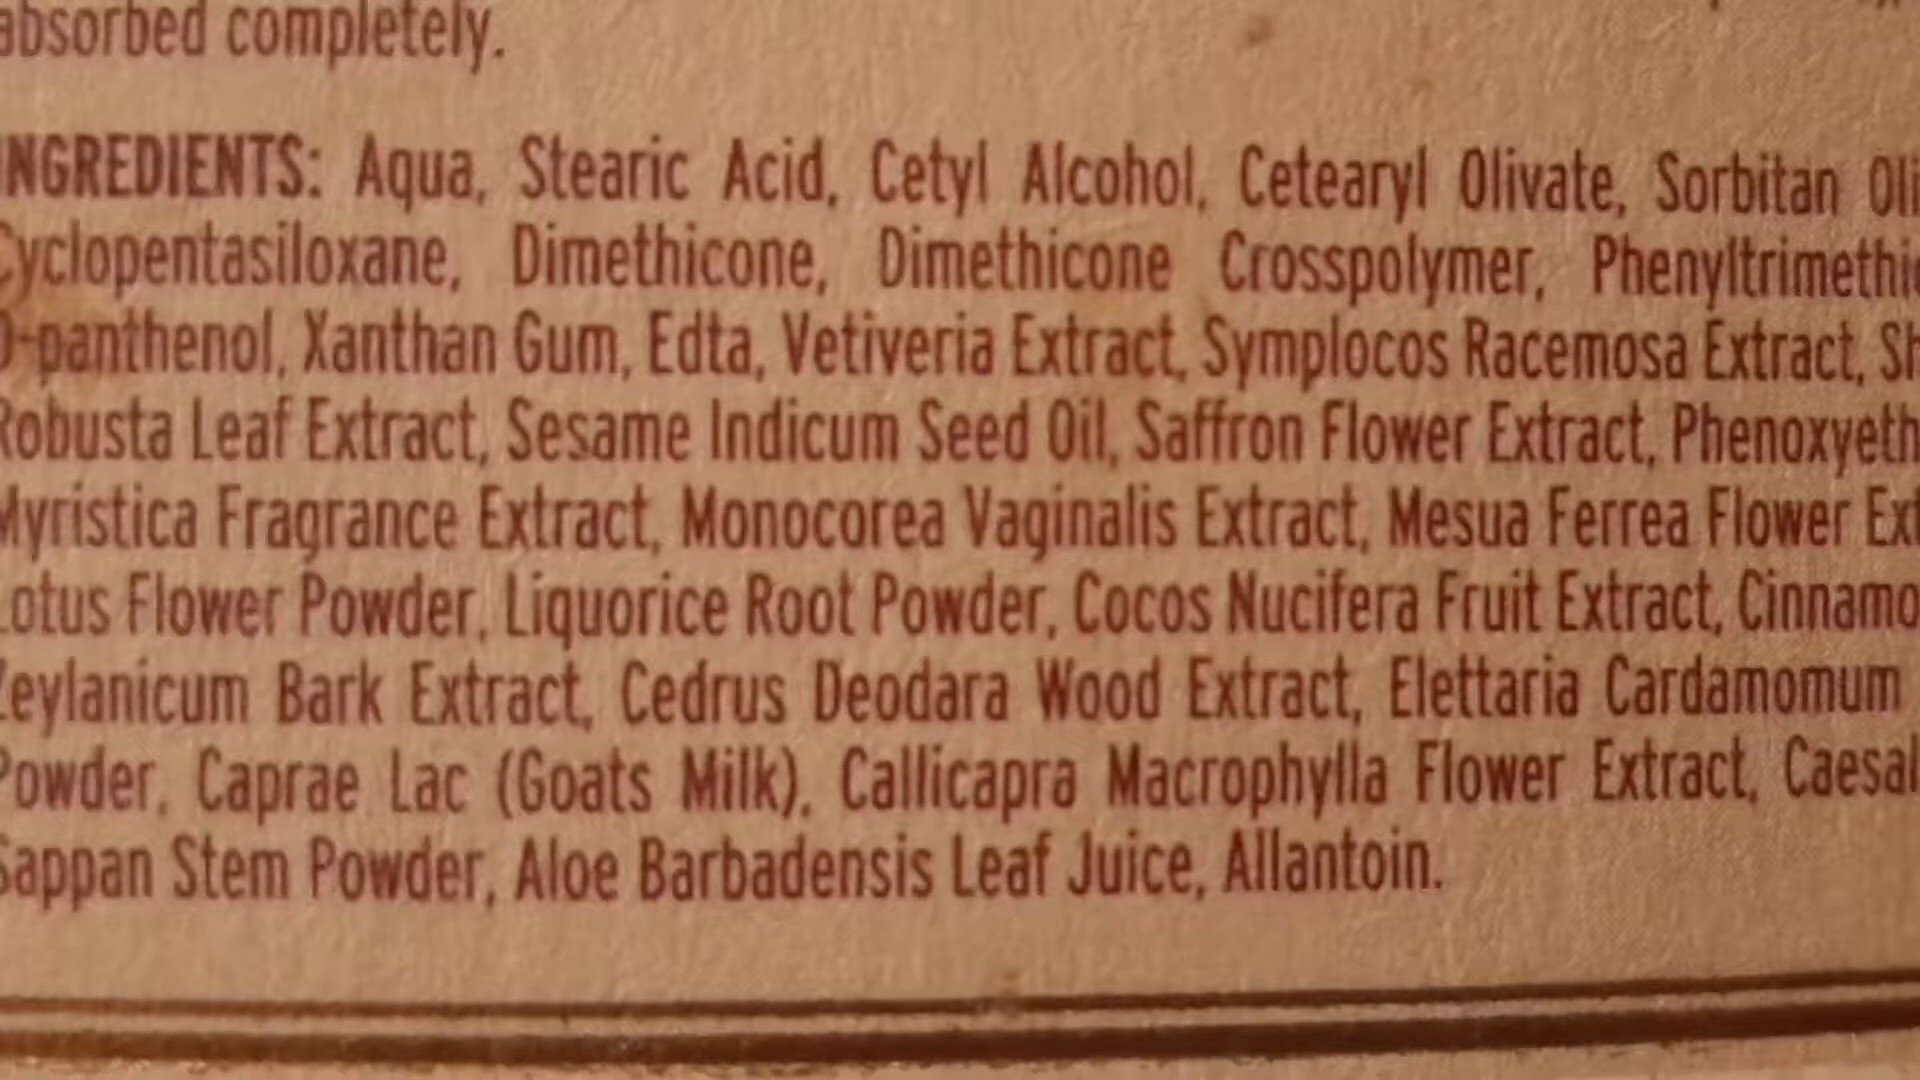 absorbed completely.
INGREDIENTS: Aqua, Stearic Acid, Cetyl Alcohol, Cetearyl Olivate, Sorbitan
Cyclopentasiloxane, Dimethicone, Dimethicone Crosspolymer,
D-panthenol, Xanthan Gum, Edta, Vetiveria Extract, Symplocos Racemosa Extract,
Robusta Leaf Extract, Sesame Indicum Seed Oil, Saffron Flower Extract,
Myristica Fragrance Extract, Monocorea Vaginalis Extract, Mesua Ferrea Flower
Lotus Flower Powder, Liquorice Root Powder, Cocos Nucifera Fruit Extract,
Zeylanicum Bark Extract, Cedrus Deodara Wood Extract, Elettaria Cardamomum
Powder, Caprae Lac (Goats Milk), Callicapra Macrophylla Flower Extract,
Sappan Stem Powder, Aloe Barbadensis Leaf Juice, Allantoin.